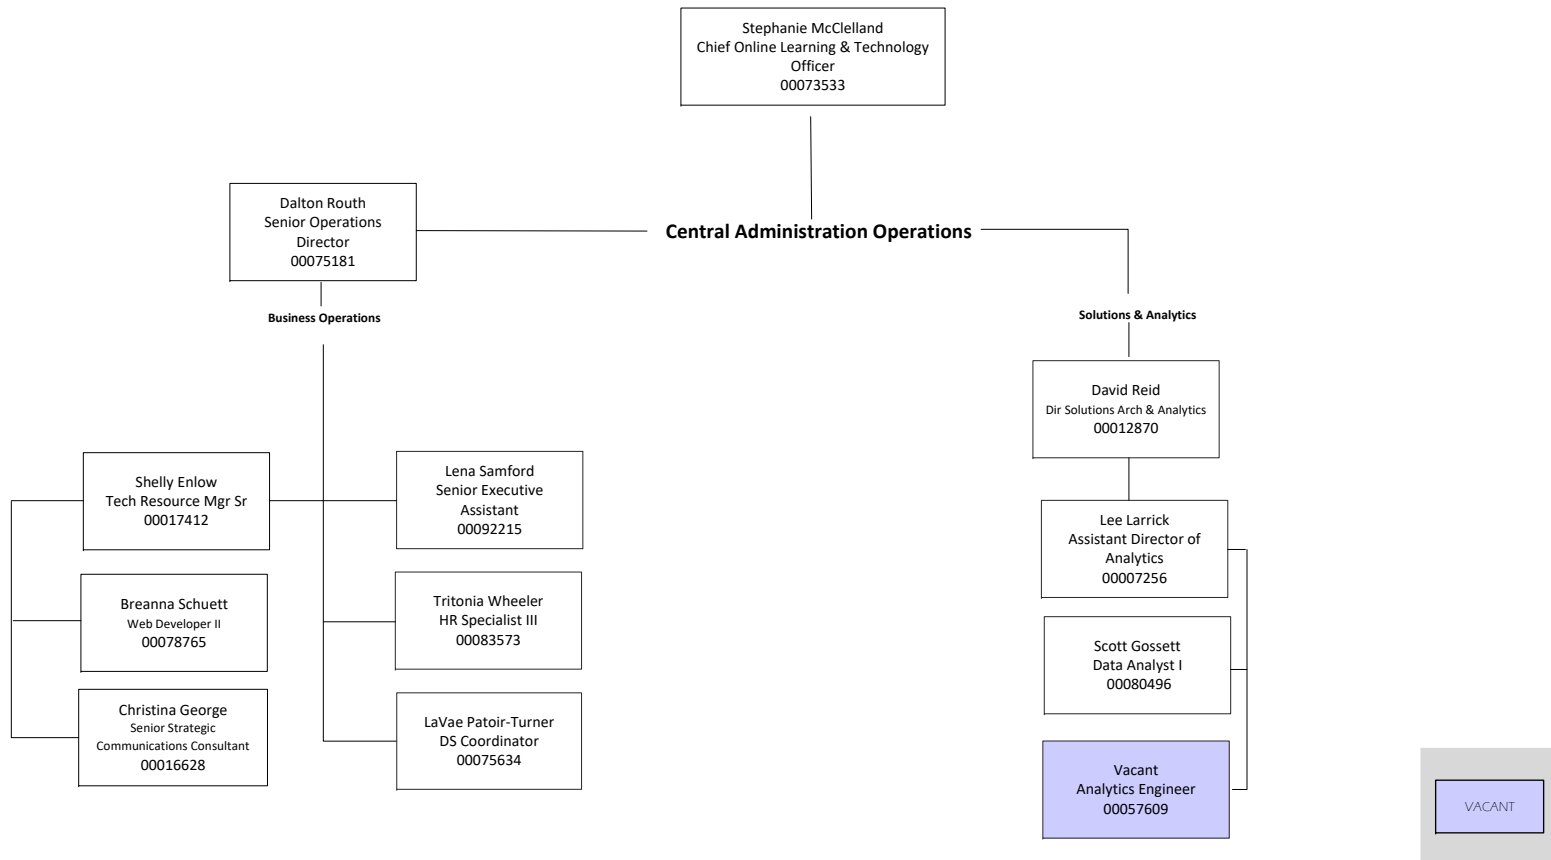 Stephanie McClelland
Chief Online Learning & Technology
Officer
00073533
Dalton Routh
Senior Operations
Director
00075181
Central Administration Operations
Business Operations
Solutions & Analytics
David Reid
Dir Solutions Arch & Analytics
00012870
Shelly Enlow
Tech Resource Mgr Sr
00017412
Lena Samford
Senior Executive
Assistant
00092215
Lee Larrick
Assistant Director of
Analytics
00007256
Breanna Schuett
Web Developer II
00078765
Tritonia Wheeler
HR Specialist III
00083573
Scott Gossett
Data Analyst I
00080496
Christina George
Senior Strategic
Communications Consultant
00016628
LaVae Patoir-Turner
DS Coordinator
00075634
Vacant
Analytics Engineer
00057609
VACANT